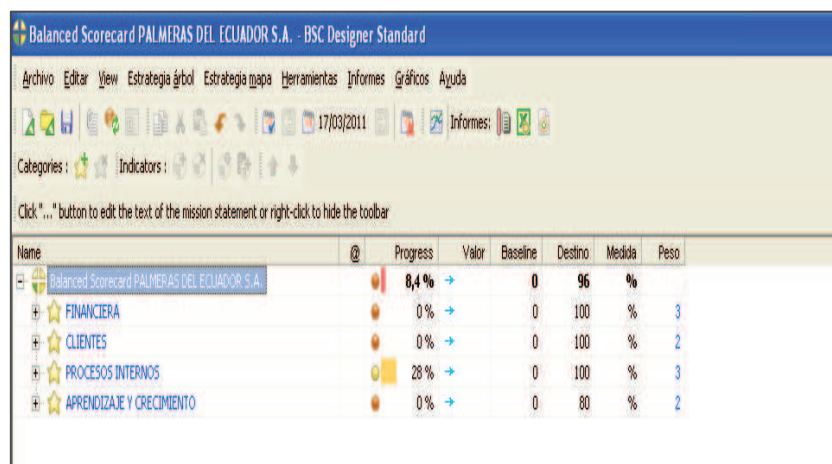 Balanced Scorecard PALMERAS DEL ECUADOR S.A. - BSC Designer Standard
Archivo Editar View Estrategia árbol Estrategia mapa Herramientas Informes Gráficos Ayuda
17/03/2011 Informes:
Categories : Indicators :
Click "..." button to edit the text of the mission statement or right-click to hide the toolbar
Name @ Progress Valor Baseline Destino Medida Peso
Balanced Scorecard PALMERAS DEL ECUADOR S.A. 8,4 % 0 96 %
FINANCIERA 0 % 0 100 % 3
CLIENTES 0 % 0 100 % 2
PROCESOS INTERNOS 28 % 0 100 % 3
APRENDIZAJE Y CRECIMIENTO 0 % 0 80 % 2